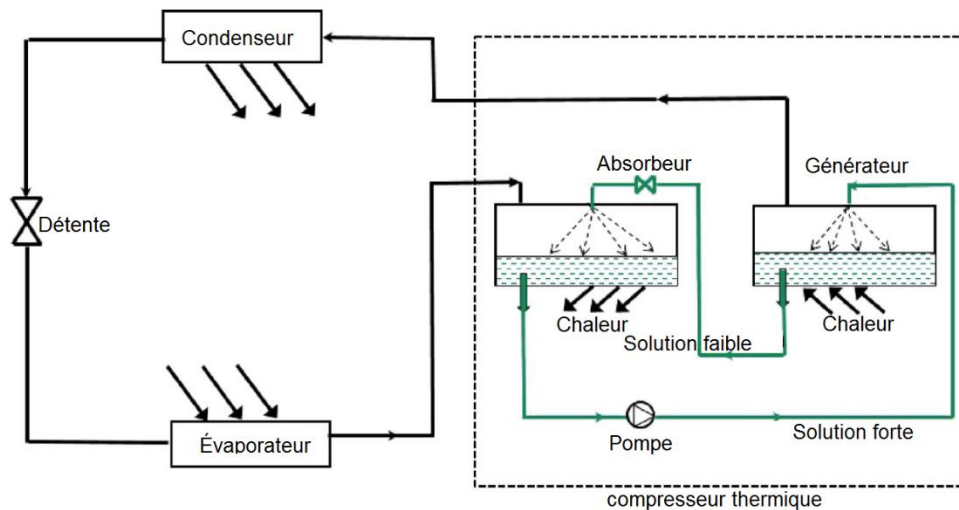 Condenseur
Absorbeur
Générateur
Détente
Chaleur
Chaleur
Solution faible
Évaporateur
Pompe
Solution forte
compresseur thermique